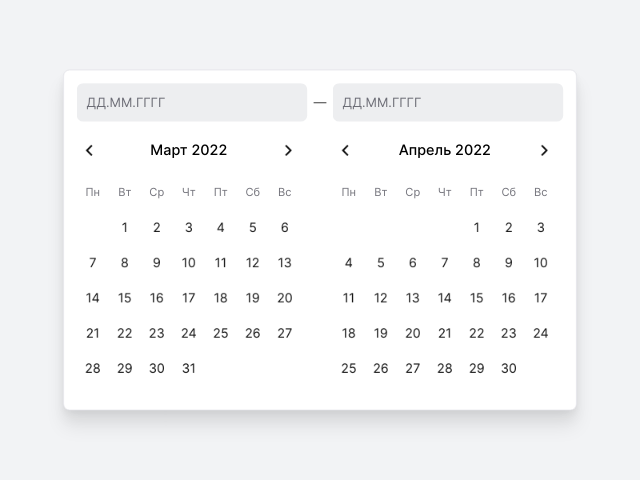 ДД.ММ.ГГГГ — ДД.ММ.ГГГГ
Март 2022
Пн Вт Ср Чт Пт Сб Вс
1 2 3 4 5 6
7 8 9 10 11 12 13
14 15 16 17 18 19 20
21 22 23 24 25 26 27
28 29 30 31
Апрель 2022
Пн Вт Ср Чт Пт Сб Вс
1 2 3
4 5 6 7 8 9 10
11 12 13 14 15 16 17
18 19 20 21 22 23 24
25 26 27 28 29 30